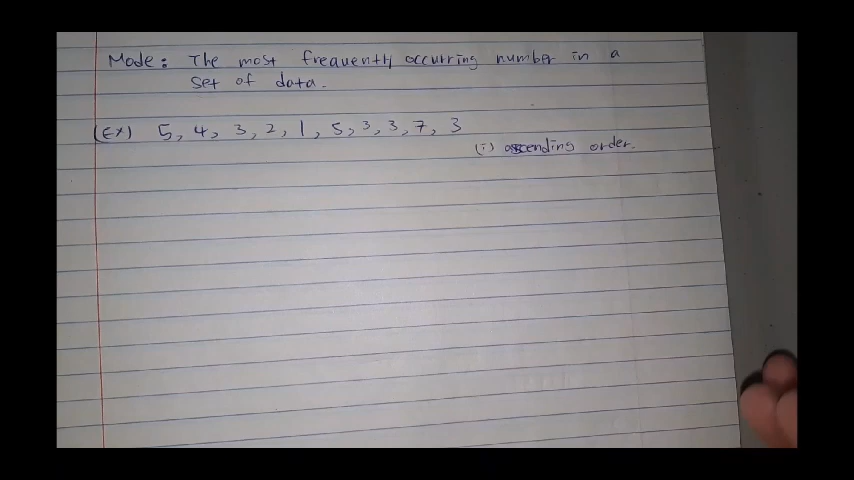 Mode: The most frequently occurring number in a
set of data.
(Ex) 5, 4, 3, 2, 1, 5, 3, 3, 7, 3
(i) ascending order.